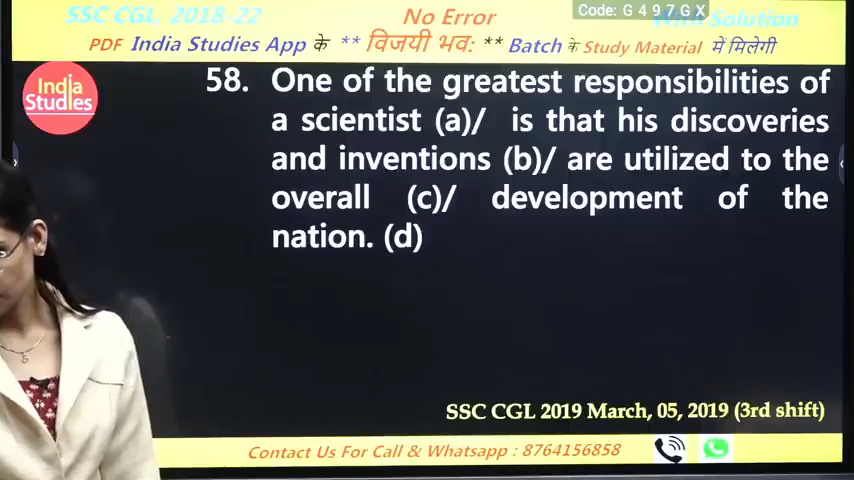 SSC CGL 2018-22 No Error With Solution
Code: G 4 9 7 G X
PDF India Studies App के ** विजयी भव: ** Batch के Study Material में मिलेगी
India
Studies
58. One of the greatest responsibilities of
a scientist (a)/ is that his discoveries
and inventions (b)/ are utilized to the
overall (c)/ development of the
nation. (d)
SSC CGL 2019 March, 05, 2019 (3rd shift)
Contact Us For Call & Whatsapp : 8764156858